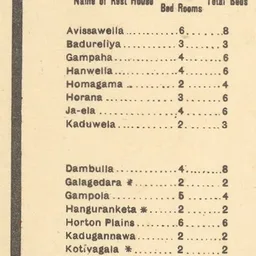 Name of Rest House Total Beds
Bed Rooms
Avissawella ............... 6 ........ 8
Badureliya ............... 3 ........ 3
Gampaha ............... 4 ........ 6
Hanwella ............... 4 ........ 6
Homagama ............... 2 ........ 4
Horana ............... 3 ........ 6
Ja-ela ............... 4 ........ 6
Kaduwela ............... 2 ........ 3
Dambulla ............... 4 ........ 8
Galagedara * ........... 2 ........ 2
Gampola ............... 5 ........ 4
Hanguranketa * ......... 2 ........ 2
Horton Plains ........... 6 ........ 6
Kadugannawa ........... 2 ........ 2
Kotiyagala * ........... 2 ........ 2